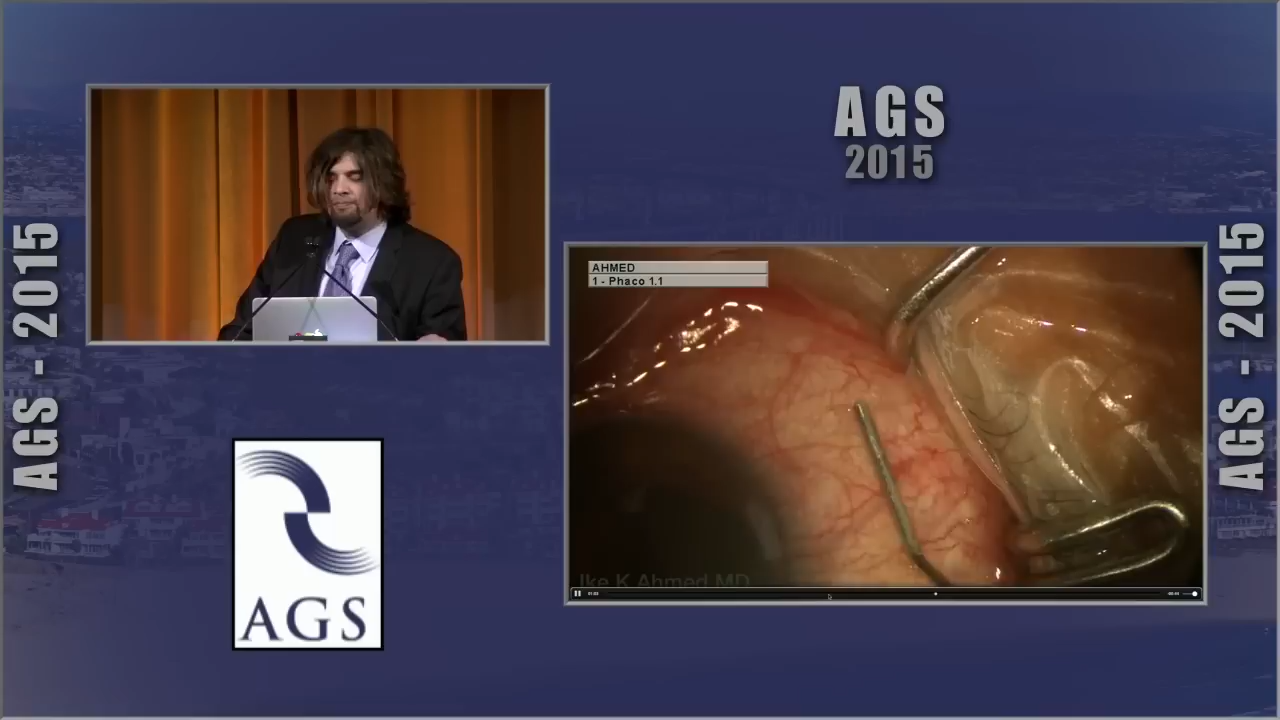 AGS
2015
AGS - 2015
AHMED
1 - Phaco 1.1
AGS - 2015
Ike K Ahmed MD
AGS